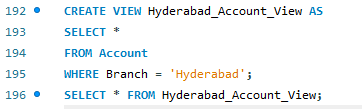 192 CREATE VIEW Hyderabad_Account_View AS
193 SELECT *
194 FROM Account
195 WHERE Branch = 'Hyderabad';
196 SELECT * FROM Hyderabad_Account_View;